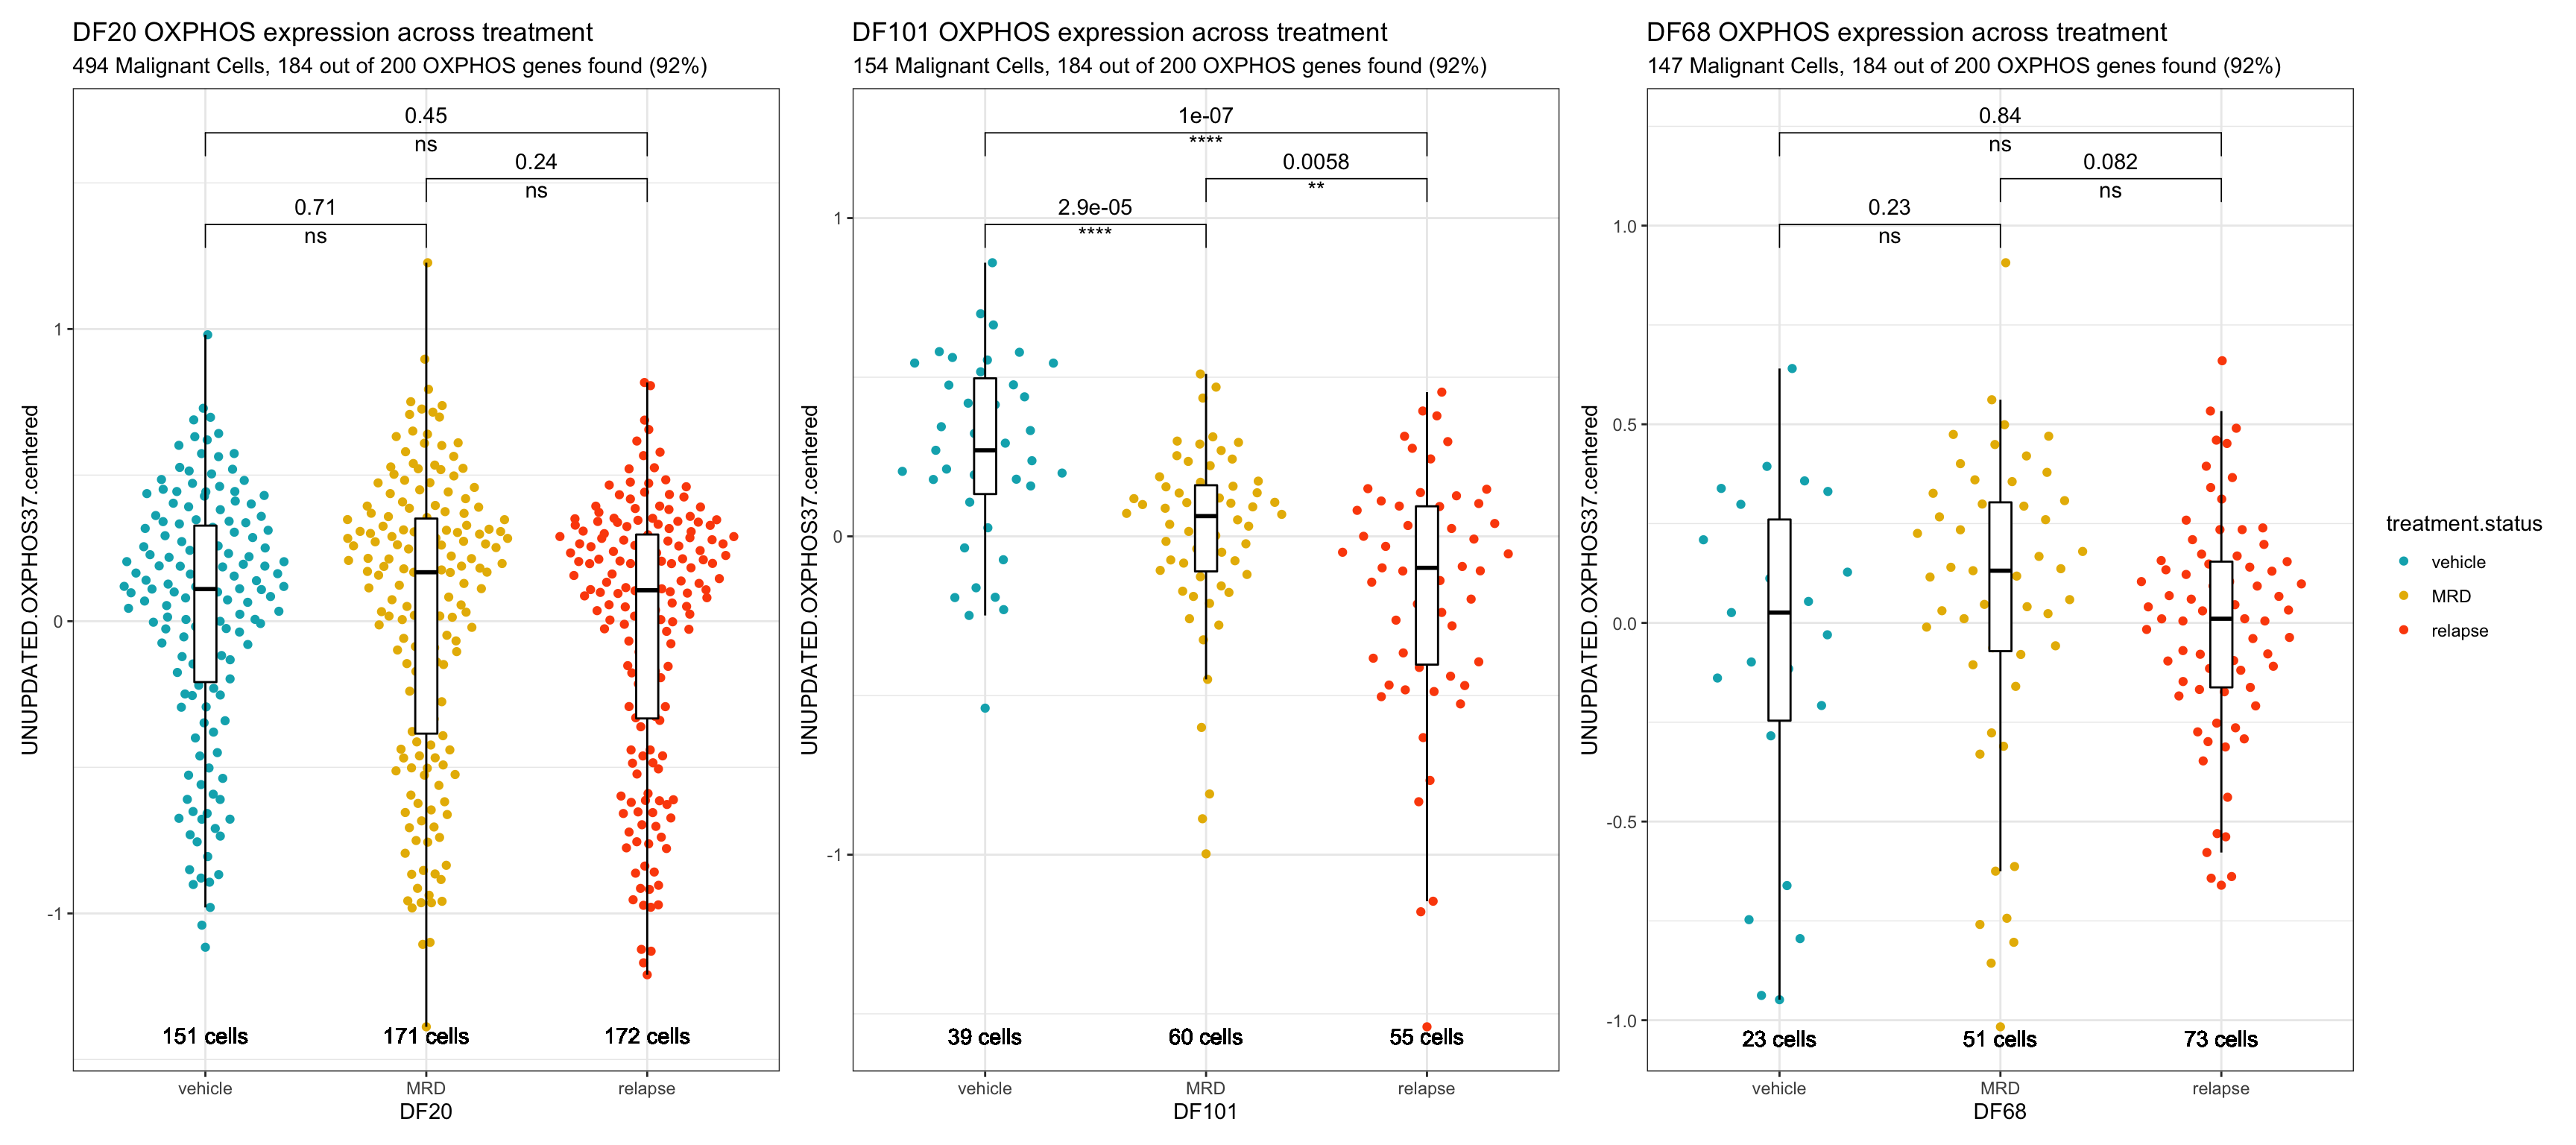 DF20 OXPHOS expression across treatment
494 Malignant Cells, 184 out of 200 OXPHOS genes found (92%)
UNUPDATED.OXPHOS37.centered
0.45
ns
0.24
ns
0.71
ns
1
0
-1
151 cells
171 cells
172 cells
vehicle
MRD
relapse
DF20
DF101 OXPHOS expression across treatment
154 Malignant Cells, 184 out of 200 OXPHOS genes found (92%)
UNUPDATED.OXPHOS37.centered
1e-07
****
0.0058
**
2.9e-05
****
1
0
-1
39 cells
60 cells
55 cells
vehicle
MRD
relapse
DF101
DF68 OXPHOS expression across treatment
147 Malignant Cells, 184 out of 200 OXPHOS genes found (92%)
UNUPDATED.OXPHOS37.centered
0.84
ns
0.082
ns
0.23
ns
1.0
0.5
0.0
-0.5
-1.0
23 cells
51 cells
73 cells
vehicle
MRD
relapse
DF68
treatment.status
vehicle
MRD
relapse